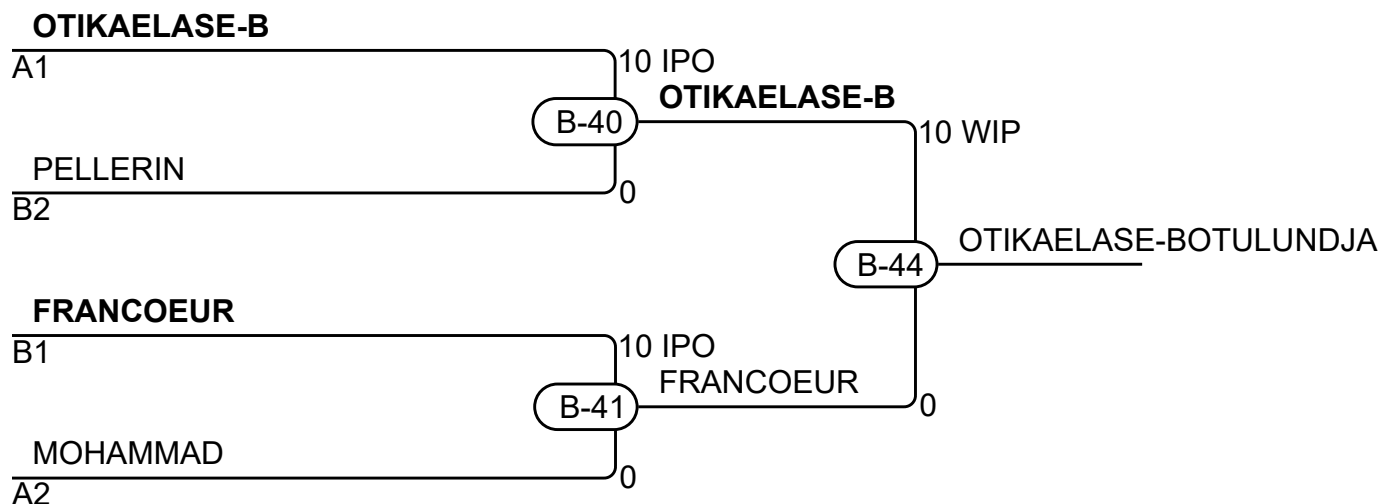 OTIKAELASE-B
A1
10 IPO
OTIKAELASE-B
B-40
10 WIP
PELLERIN
B2
0
OTIKAELASE-BOTULUNDJA
B-44
FRANCOEUR
B1
10 IPO
FRANCOEUR
B-41
0
MOHAMMAD
A2
0